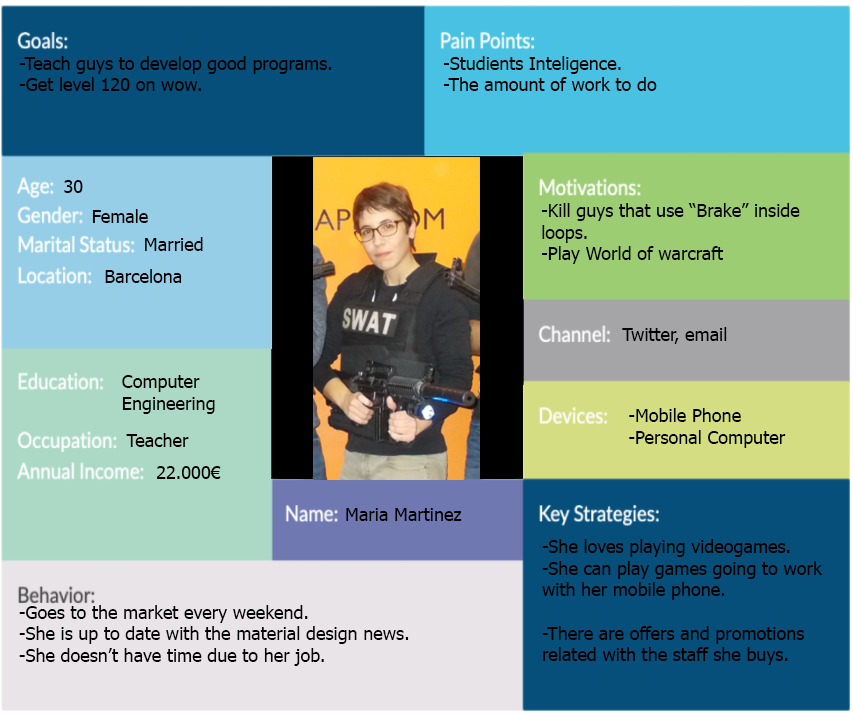 Goals:
-Teach guys to develop good programs.
-Get level 120 on wow.
Pain Points:
-Studients Inteligence.
-The amount of work to do
Age: 30
Gender: Female
Marital Status: Married
Location: Barcelona
AP
OM
SWAT
Motivations:
-Kill guys that use “Brake” inside
loops.
-Play World of warcraft
Channel: Twitter, email
Education: Computer
Engineering
Occupation: Teacher
Annual Income: 22.000€
Devices: -Mobile Phone
-Personal Computer
Name: Maria Martinez
Key Strategies:
-She loves playing videogames.
-She can play games going to work
with her mobile phone.
-There are offers and promotions
related with the staff she buys.
Behavior:
-Goes to the market every weekend.
-She is up to date with the material design news.
-She doesn’t have time due to her job.